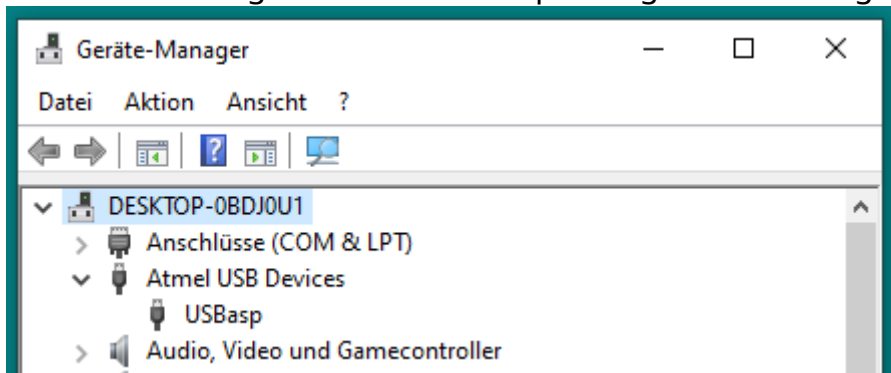 Geräte-Manager
Datei Aktion Ansicht ?
DESKTOP-0BDJ0U1
Anschlüsse (COM & LPT)
Atmel USB Devices
USBasp
Audio, Video und Gamecontroller